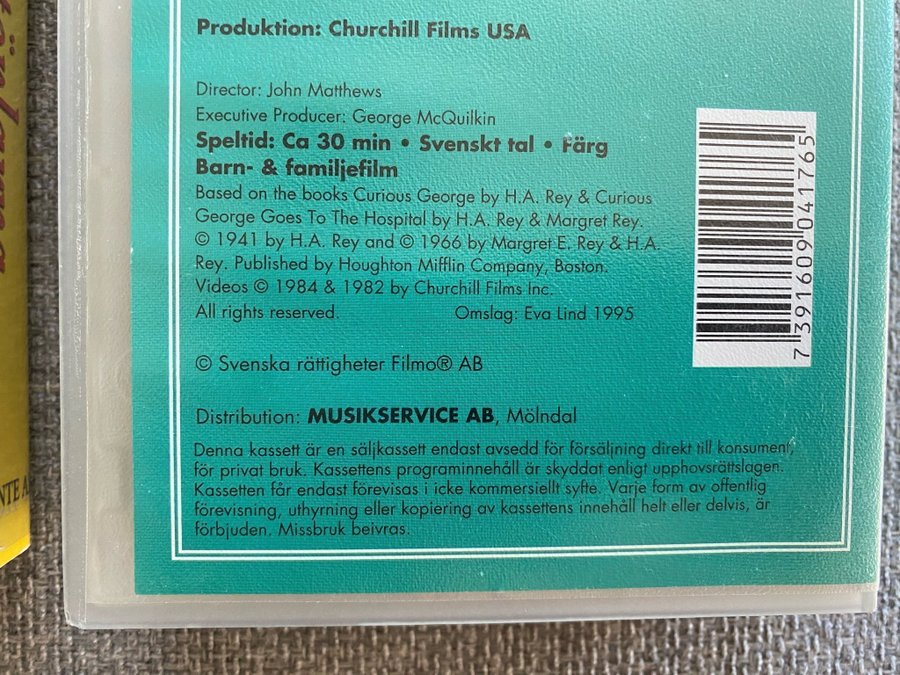 Produktion: Churchill Films USA
Director: John Matthews
Executive Producer: George McQuilkin
Speltid: Ca 30 min • Svenskt tal • Färg
Barn- & familjefilm
Based on the books Curious George by H.A. Rey & Curious
George Goes To The Hospital by H.A. Rey & Margret Rey.
© 1941 by H.A. Rey and © 1966 by Margret E. Rey & H.A.
Rey. Published by Houghton Mifflin Company, Boston.
Videos © 1984 & 1982 by Churchill Films Inc.
All rights reserved. Omslag: Eva Lind 1995
© Svenska rättigheter Filmo® AB
Distribution: MUSIKSERVICE AB, Mölndal
Denna kassett är en säljkassett endast avsedd för försäljning direkt till konsument,
för privat bruk. Kassettens programinnehåll är skyddat enligt upphovsrättslagen.
Kassetten får endast förevisas i icke kommersiellt syfte. Varje form av offentlig
förevisning, uthyrning eller kopiering av kassettens innehåll helt eller delvis, är
förbjuden. Missbruk beivras.
7 391609 041765